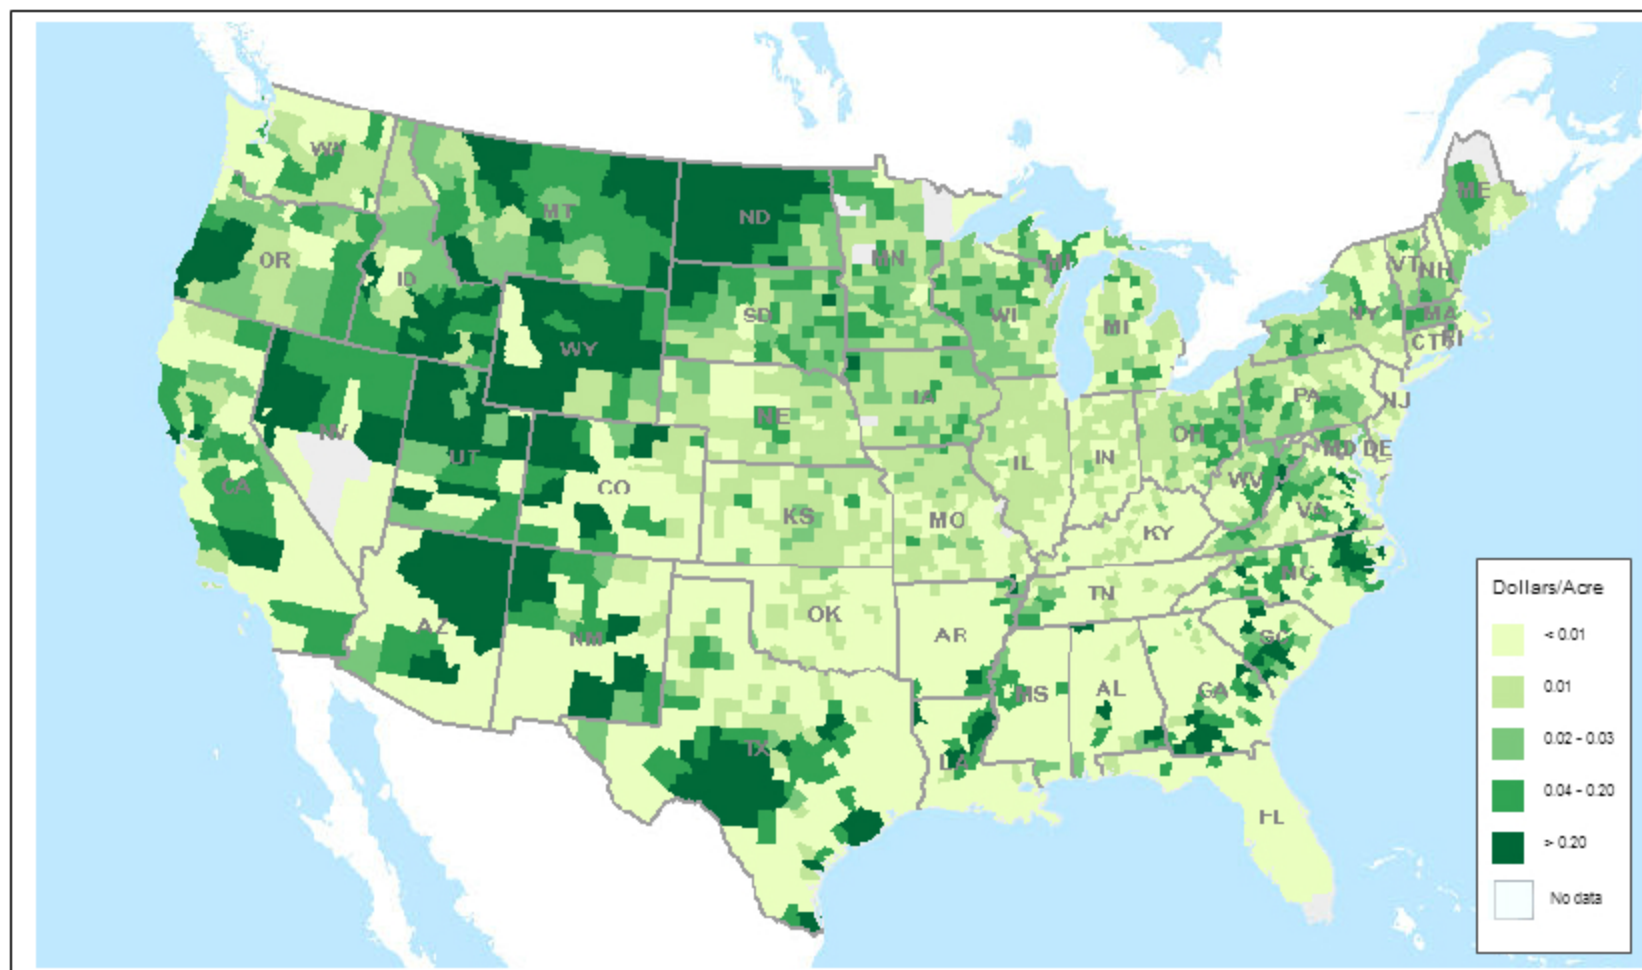 WA
MT
ND
ME
OR
ID
MN
MI
VT
NH
SD
WI
MI
NY
MA
CT
RI
WY
NE
IA
PA
NJ
NV
UT
OH
MD
DE
CA
CO
IL
IN
WV
KS
MO
KY
VA
NC
AZ
NM
OK
TN
AR
SC
TX
MS
AL
GA
LA
FL
Dollars/Acre
< 0.01
0.01
0.02 - 0.03
0.04 - 0.20
> 0.20
No data